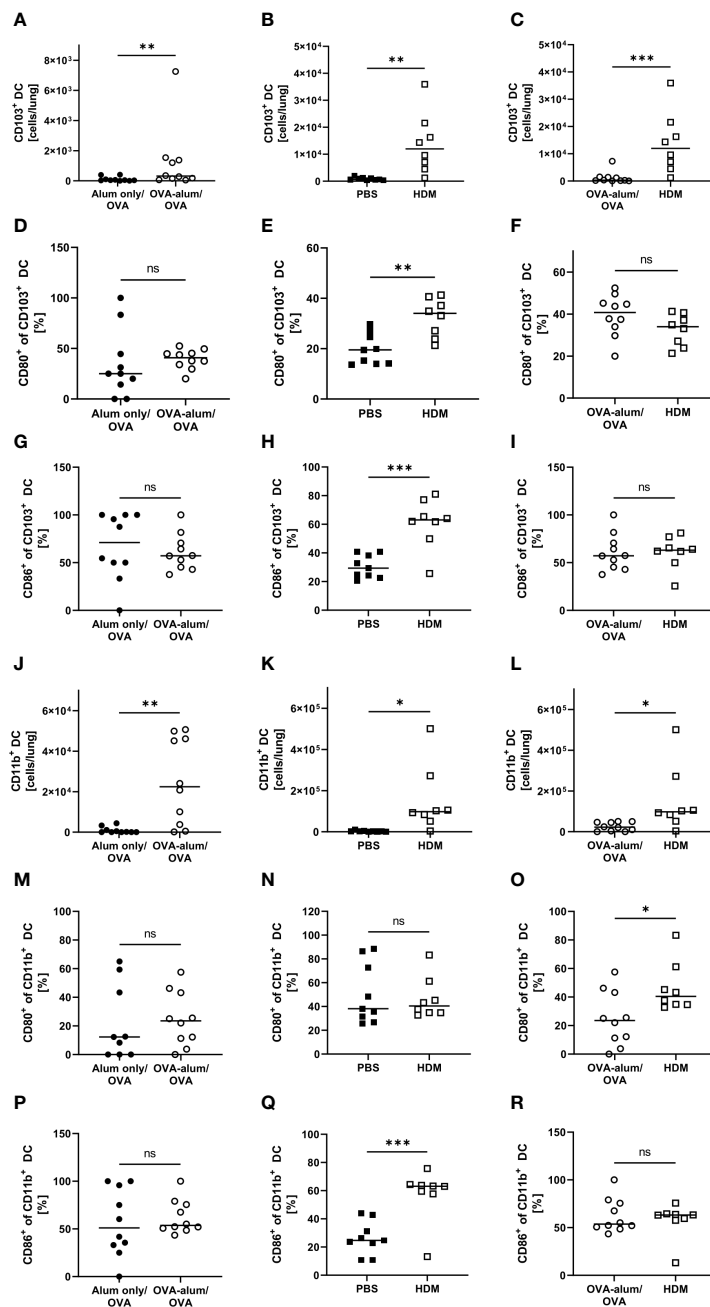 A
CD103⁺ DC
[cells/lung]
8×10³
6×10³
4×10³
2×10³
0
**
Alum only/
OVA
OVA-alum/
OVA
B
CD103⁺ DC
[cells/lung]
5×10⁴
4×10⁴
3×10⁴
2×10⁴
1×10⁴
0
**
PBS
HDM
C
CD103⁺ DC
[cells/lung]
5×10⁴
4×10⁴
3×10⁴
2×10⁴
1×10⁴
0
***
OVA-alum/
OVA
HDM
D
CD80⁺ of CD103⁺ DC
[%]
150
100
50
0
ns
Alum only/
OVA
OVA-alum/
OVA
E
CD80⁺ of CD103⁺ DC
[%]
60
40
20
0
**
PBS
HDM
F
CD80⁺ of CD103⁺ DC
[%]
60
40
20
0
ns
OVA-alum/
OVA
HDM
G
CD86⁺ of CD103⁺ DC
[%]
150
100
50
0
ns
Alum only/
OVA
OVA-alum/
OVA
H
CD86⁺ of CD103⁺ DC
[%]
100
80
60
40
20
0
***
PBS
HDM
I
CD86⁺ of CD103⁺ DC
[%]
150
100
50
0
ns
OVA-alum/
OVA
HDM
J
CD11b⁺ DC
[cells/lung]
6×10⁴
4×10⁴
2×10⁴
0
**
Alum only/
OVA
OVA-alum/
OVA
K
CD11b⁺ DC
[cells/lung]
6×10⁵
4×10⁵
2×10⁵
0
*
PBS
HDM
L
CD11b⁺ DC
[cells/lung]
6×10⁵
4×10⁵
2×10⁵
0
*
OVA-alum/
OVA
HDM
M
CD80⁺ of CD11b⁺ DC
[%]
100
80
60
40
20
0
ns
Alum only/
OVA
OVA-alum/
OVA
N
CD80⁺ of CD11b⁺ DC
[%]
120
100
80
60
40
20
0
ns
PBS
HDM
O
CD80⁺ of CD11b⁺ DC
[%]
100
80
60
40
20
0
*
OVA-alum/
OVA
HDM
P
CD86⁺ of CD11b⁺ DC
[%]
150
100
50
0
ns
Alum only/
OVA
OVA-alum/
OVA
Q
CD86⁺ of CD11b⁺ DC
[%]
100
80
60
40
20
0
***
PBS
HDM
R
CD86⁺ of CD11b⁺ DC
[%]
150
100
50
0
ns
OVA-alum/
OVA
HDM